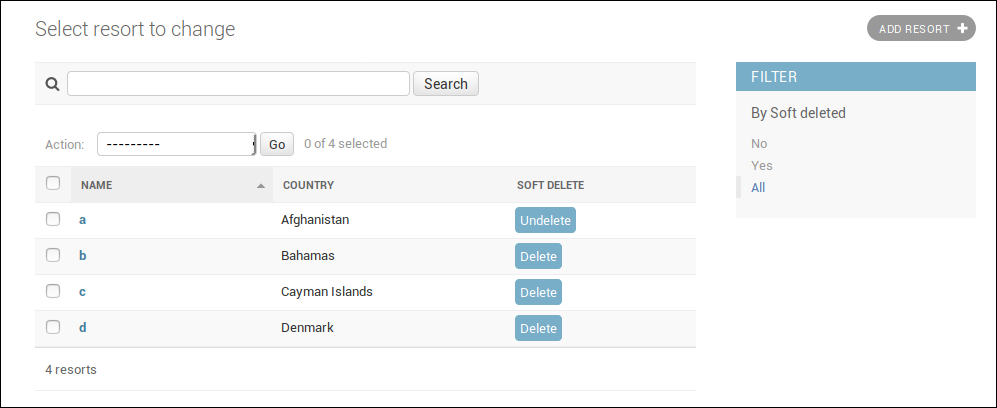 Select resort to change
ADD RESORT +
Search
Action: --------- Go 0 of 4 selected
NAME COUNTRY SOFT DELETE
a Afghanistan Undelete
b Bahamas Delete
c Cayman Islands Delete
d Denmark Delete
4 resorts
FILTER
By Soft deleted
No
Yes
All